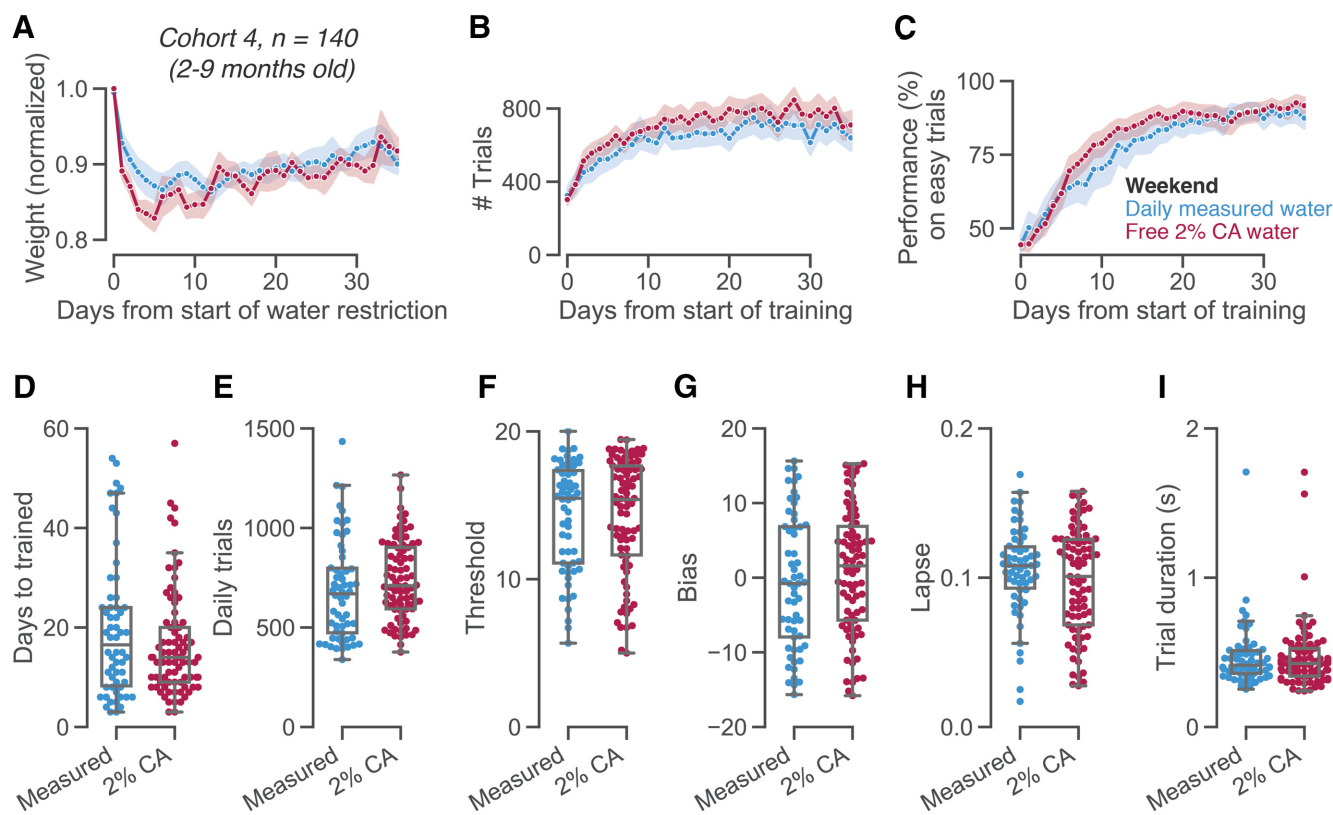 A
Cohort 4, n = 140
(2-9 months old)
Weight (normalized)
1.0
0.9
0.8
0
10
20
30
Days from start of water restriction
B
# Trials
800
400
0
0
10
20
30
Days from start of training
C
Performance (%)
on easy trials
100
75
50
Weekend
Daily measured water
Free 2% CA water
0
10
20
30
Days from start of training
D
Days to trained
60
40
20
0
Measured
2% CA
E
Daily trials
1500
1000
500
0
Measured
2% CA
F
Threshold
20
10
0
Measured
2% CA
G
Bias
20
10
0
−10
−20
Measured
2% CA
H
Lapse
0.2
0.1
0.0
Measured
2% CA
I
Trial duration (s)
2
1
0
Measured
2% CA